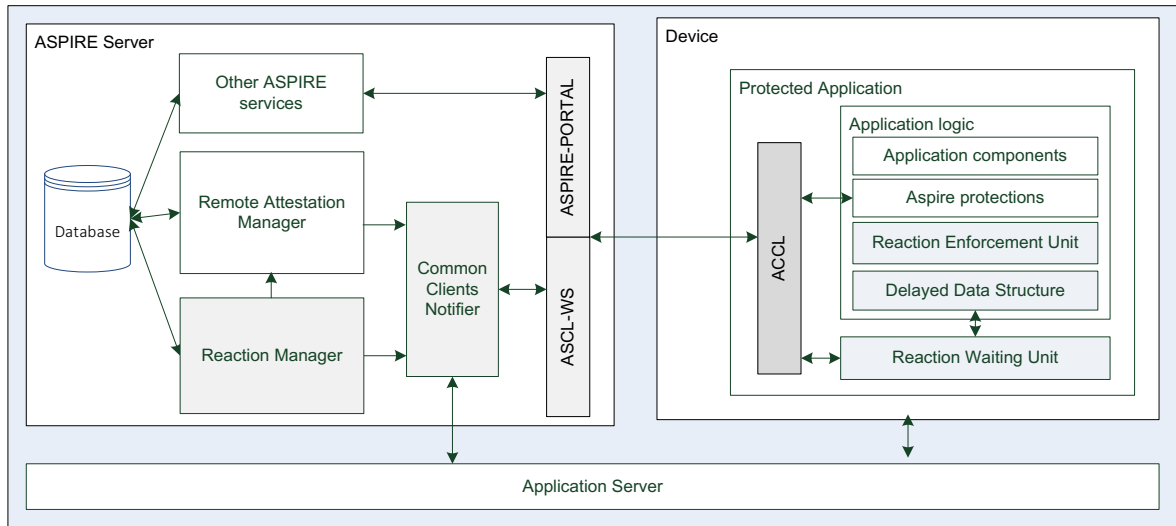 ASPIRE Server
Other ASPIRE
services
Database
Remote Attestation
Manager
Reaction Manager
Common
Clients
Notifier
ASPIRE-PORTAL
ASCL-WS
Device
Protected Application
ACCL
Application logic
Application components
Aspire protections
Reaction Enforcement Unit
Delayed Data Structure
Reaction Waiting Unit
Application Server